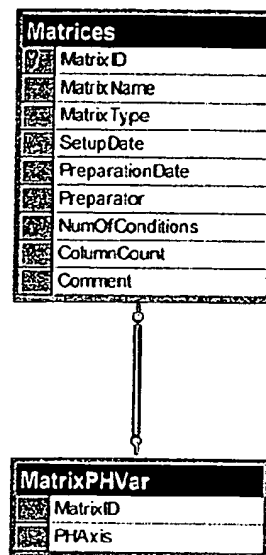 Matrices
MatrixID
MatrixName
MatrixType
SetupDate
PreparationDate
Preparator
NumOfConditions
ColumnCount
Comment
MatrixPHVar
MatrixID
PHAxis